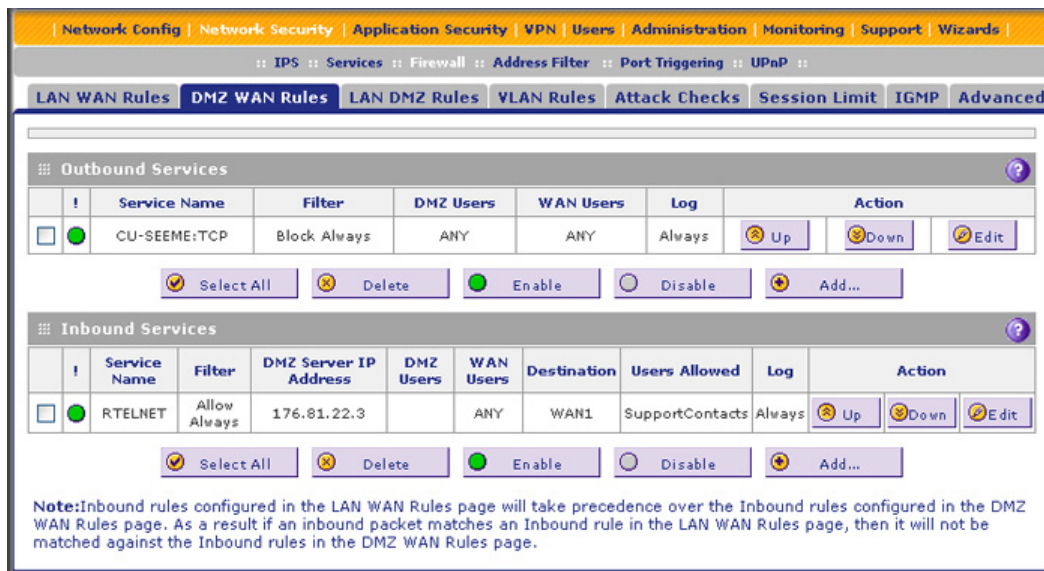 | Network Config | Network Security | Application Security | VPN | Users | Administration | Monitoring | Support | Wizards |
:: IPS :: Services :: Firewall :: Address Filter :: Port Triggering :: UPnP ::
LAN WAN Rules DMZ WAN Rules LAN DMZ Rules VLAN Rules Attack Checks Session Limit IGMP Advanced
Outbound Services ?
! Service Name Filter DMZ Users WAN Users Log Action
CU-SEEME:TCP Block Always ANY ANY Always Up Down Edit
Select All Delete Enable Disable Add...
Inbound Services ?
! Service Name Filter DMZ Server IP Address DMZ Users WAN Users Destination Users Allowed Log Action
RTELNET Allow Always 176.81.22.3 ANY WAN1 SupportContacts Always Up Down Edit
Select All Delete Enable Disable Add...
Note:Inbound rules configured in the LAN WAN Rules page will take precedence over the Inbound rules configured in the DMZ
WAN Rules page. As a result if an inbound packet matches an Inbound rule in the LAN WAN Rules page, then it will not be
matched against the Inbound rules in the DMZ WAN Rules page.